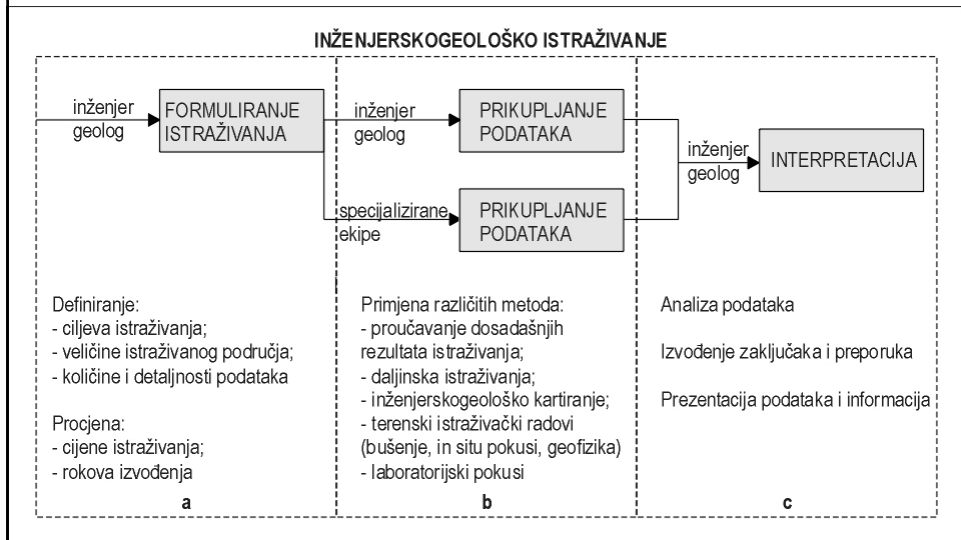 INŽENJERSKOGEOLOŠKO ISTRAŽIVANJE
inženjer
geolog
FORMULIRANJE
ISTRAŽIVANJA
inženjer
geolog
PRIKUPLJANJE
PODATAKA
specijalizirane
ekipe
PRIKUPLJANJE
PODATAKA
inženjer
geolog
INTERPRETACIJA
Definiranje:
- ciljeva istraživanja;
- veličine istraživanog područja;
- količine i detaljnosti podataka
Procjena:
- cijene istraživanja;
- rokova izvođenja
a
Primjena različitih metoda:
- proučavanje dosadašnjih
rezultata istraživanja;
- daljinska istraživanja;
- inženjerskogeološko kartiranje;
- terenski istraživački radovi
(bušenje, in situ pokusi, geofizika)
- laboratorijski pokusi
b
Analiza podataka
Izvođenje zaključaka i preporuka
Prezentacija podataka i informacija
c